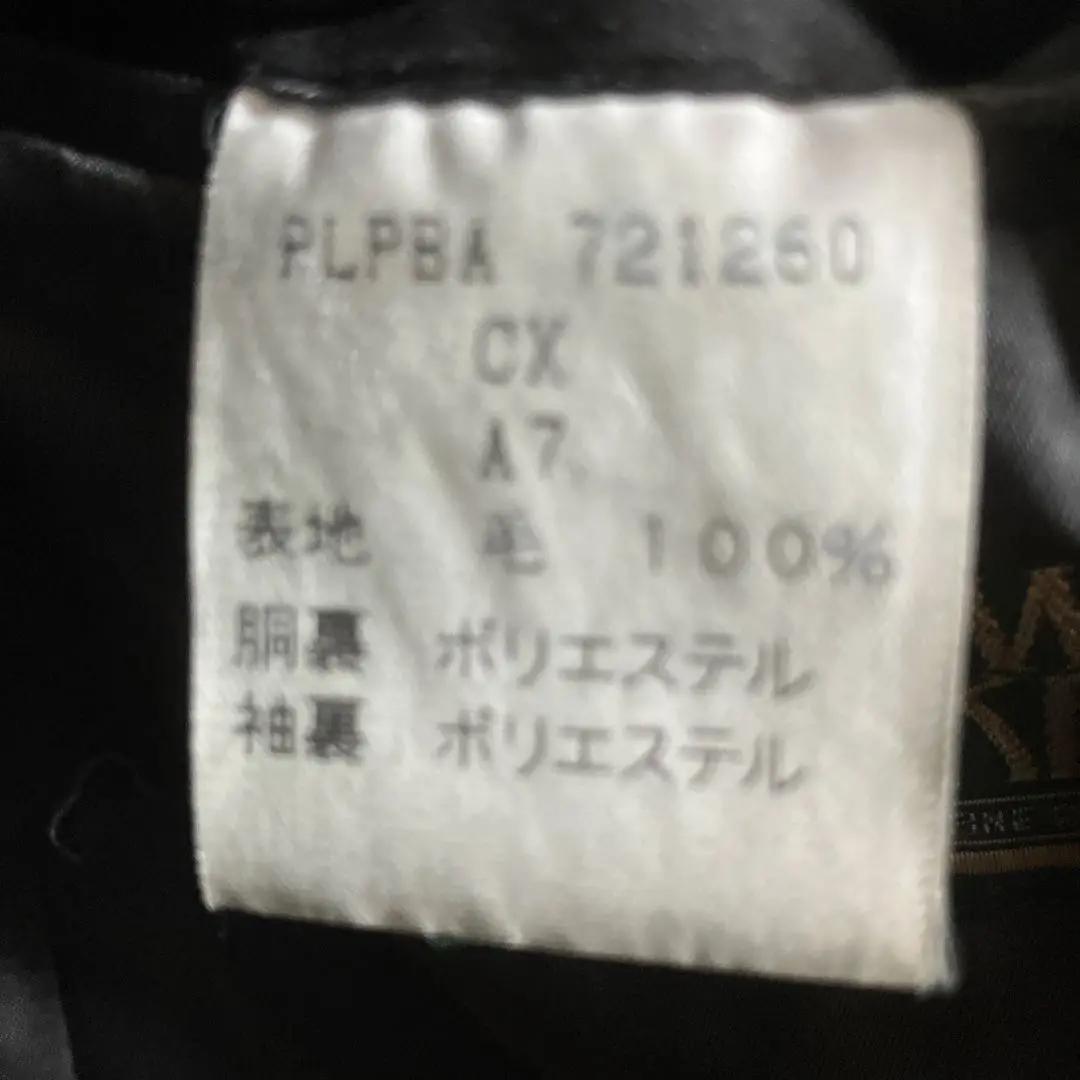 PLPBA 721260
CX
A7
表地 毛 100%
胴裏 ポリエステル
袖裏 ポリエステル